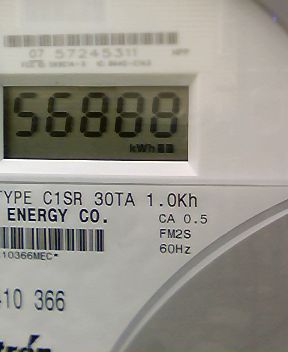 07 57245311
56888
kWh
TYPE C1SR 30TA 1.0Kh
ENERGY CO.
CA 0.5
FM2S
60Hz
10366MEC*
10 366